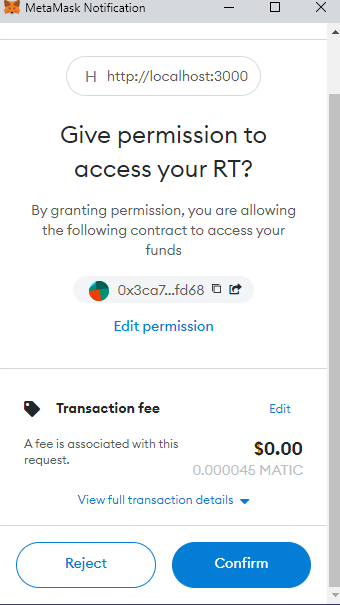 MetaMask Notification
H http://localhost:3000
Give permission to
access your RT?
By granting permission, you are allowing
the following contract to access your
funds
0x3ca7...fd68
Edit permission
Transaction fee
Edit
A fee is associated with this
request.
$0.00
0.000045 MATIC
View full transaction details
Reject
Confirm